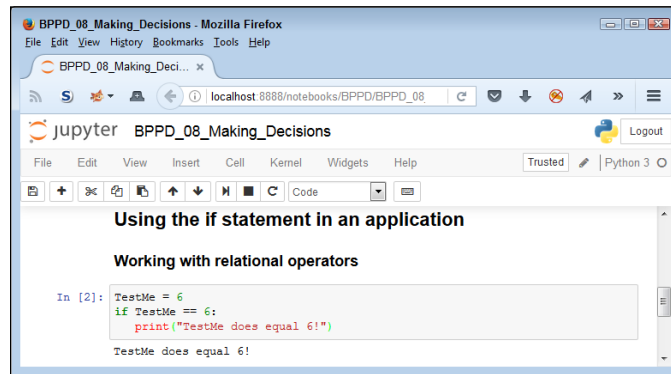 BPPD_08_Making_Decisions - Mozilla Firefox
File Edit View History Bookmarks Tools Help
BPPD_08_Making_Deci... ×
S) localhost:8888/notebooks/BPPD/BPPD_08_ C »
jupyter BPPD_08_Making_Decisions Logout
File Edit View Insert Cell Kernel Widgets Help Trusted Python 3
Code
Using the if statement in an application
Working with relational operators
In [2]: TestMe = 6
if TestMe == 6:
print("TestMe does equal 6!")
TestMe does equal 6!